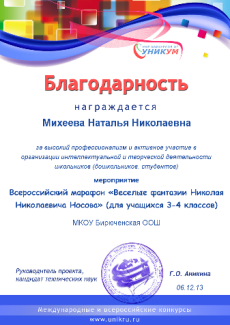 УНИКУМ
Благодарность
награждается
Михеева Наталья Николаевна
за высокий профессионализм и активное участие в
организации интеллектуальной и творческой деятельности
школьников (дошкольников, студентов)
мероприятие
Всероссийский марафон «Веселые фантазии Николая
Николаевича Носова» (для учащихся 3-4 классов)
МКОУ Бирюченская ООШ
Руководитель проекта,
кандидат технических наук
Г.О. Аникина
06.12.13
Международные и всероссийские конкурсы
www.unikru.ru